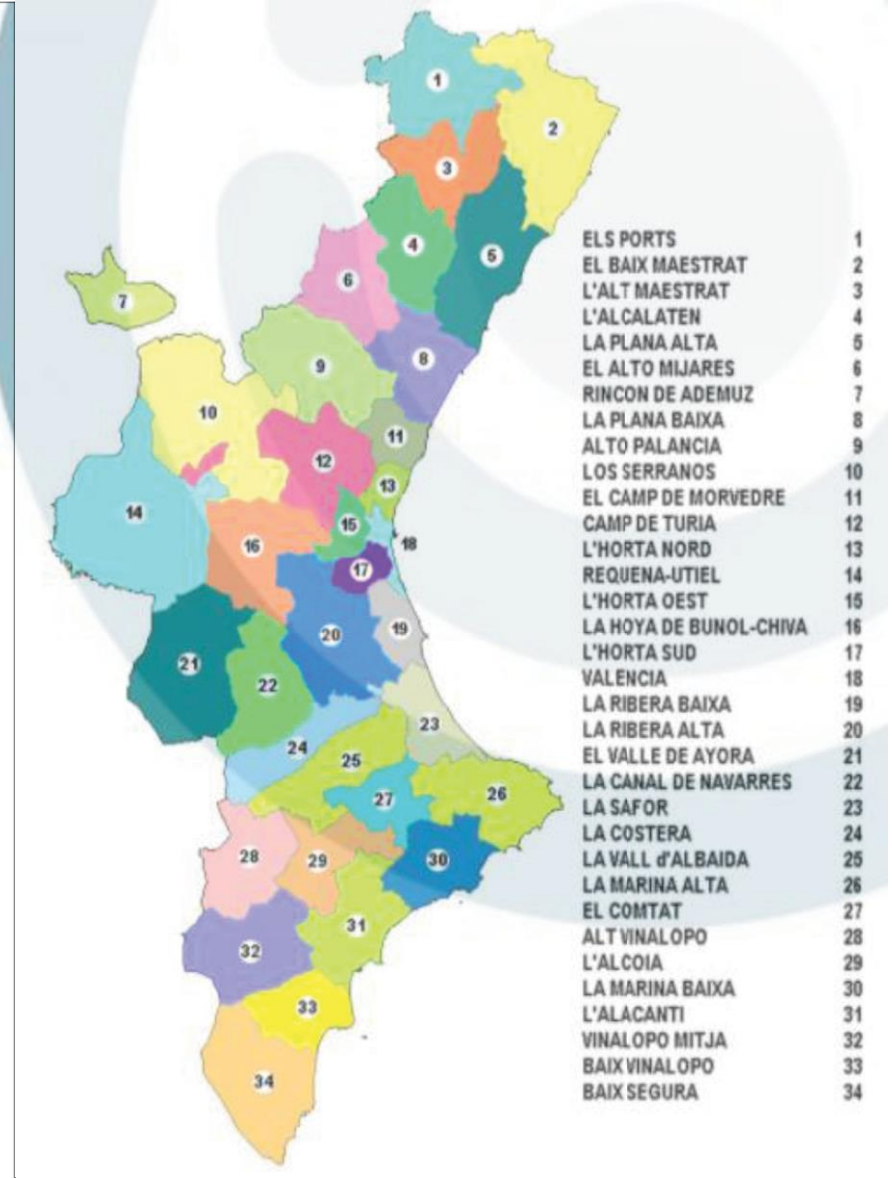 1
2
3
4
5
6
7
8
9
10
11
12
13
14
15
18
16
17
20
19
21
22
23
24
25
27
26
28
29
30
31
32
33
34
ELS PORTS 1
EL BAIX MAESTRAT 2
L'ALT MAESTRAT 3
L'ALCALATEN 4
LA PLANA ALTA 5
EL ALTO MIJARES 6
RINCON DE ADEMUZ 7
LA PLANA BAIXA 8
ALTO PALANCIA 9
LOS SERRANOS 10
EL CAMP DE MORVEDRE 11
CAMP DE TURIA 12
L'HORTA NORD 13
REQUENA-UTIEL 14
L'HORTA OEST 15
LA HOYA DE BUNOL-CHIVA 16
L'HORTA SUD 17
VALENCIA 18
LA RIBERA BAIXA 19
LA RIBERA ALTA 20
EL VALLE DE AYORA 21
LA CANAL DE NAVARRES 22
LA SAFOR 23
LA COSTERA 24
LA VALL d'ALBAIDA 25
LA MARINA ALTA 26
EL COMTAT 27
ALT VINALOPO 28
L'ALCOIA 29
LA MARINA BAIXA 30
L'ALACANTI 31
VINALOPO MITJA 32
BAIX VINALOPO 33
BAIX SEGURA 34